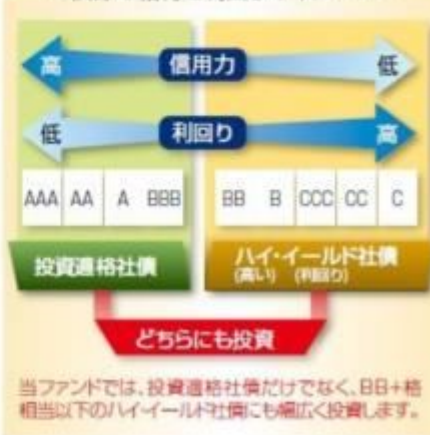 高 信用力 低
低 利回り 高
AAA AA A BBB BB B CCC CC C
投資適格社債 ハイ・イールド社債
(高い) (利回り)
どちらにも投資
当ファンドでは、投資適格社債だけでなく、BB+格
相当以下のハイ・イールド社債にも幅広く投資します。